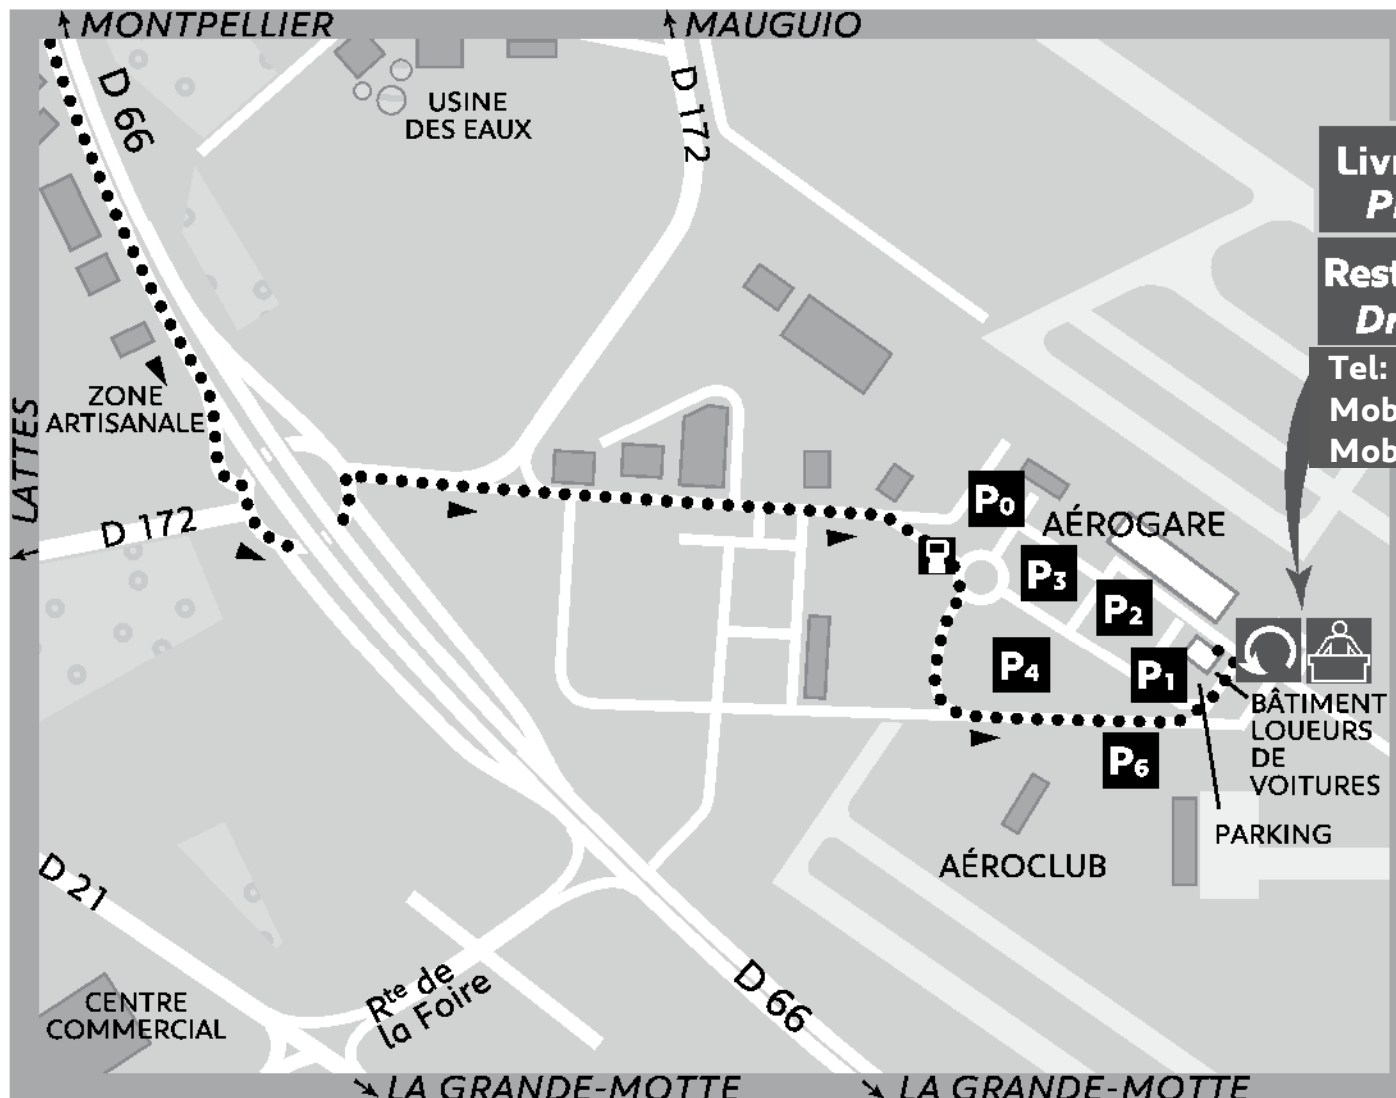 MONTPELLIER
MAUGUIO
D 66
D 172
USINE
DES EAUX
Tel:
Mob
Mob
ZONE
ARTISANALE
LATTES
D 172
P0
AÉROGARE
P3
P2
P4
P1
BÂTIMENT
LOUEURS
DE
VOITURES
P6
PARKING
AÉROCLUB
D 21
Rte de
la Foire
D 66
CENTRE
COMMERCIAL
LA GRANDE-MOTTE
LA GRANDE-MOTTE